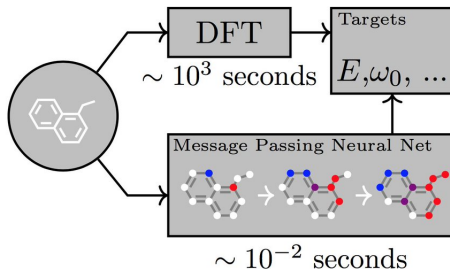 Targets
DFT
E,ω₀, ...
∼ 10³ seconds
Message Passing Neural Net
∼ 10⁻² seconds